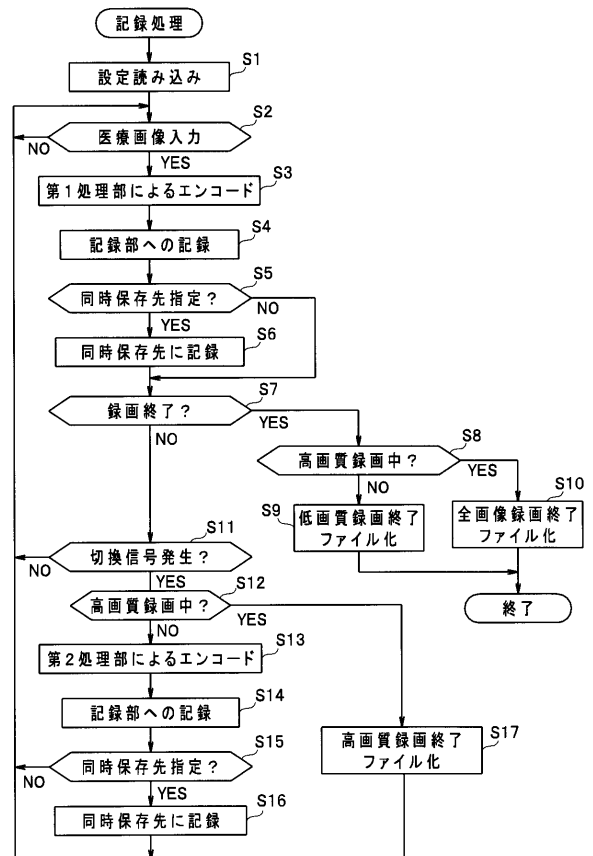 記録処理
S1
設定読み込み
S2
医療画像入力
NO
YES
S3
第1処理部によるエンコード
S4
記録部への記録
S5
同時保存先指定?
NO
YES
S6
同時保存先に記録
S7
録画終了?
YES
NO
S8
高画質録画中?
YES
NO
S9
低画質録画終了
ファイル化
S10
全画像録画終了
ファイル化
終了
S11
切換信号発生?
NO
YES
S12
高画質録画中?
YES
NO
S13
第2処理部によるエンコード
S14
記録部への記録
S15
同時保存先指定?
NO
YES
S16
同時保存先に記録
S17
高画質録画終了
ファイル化